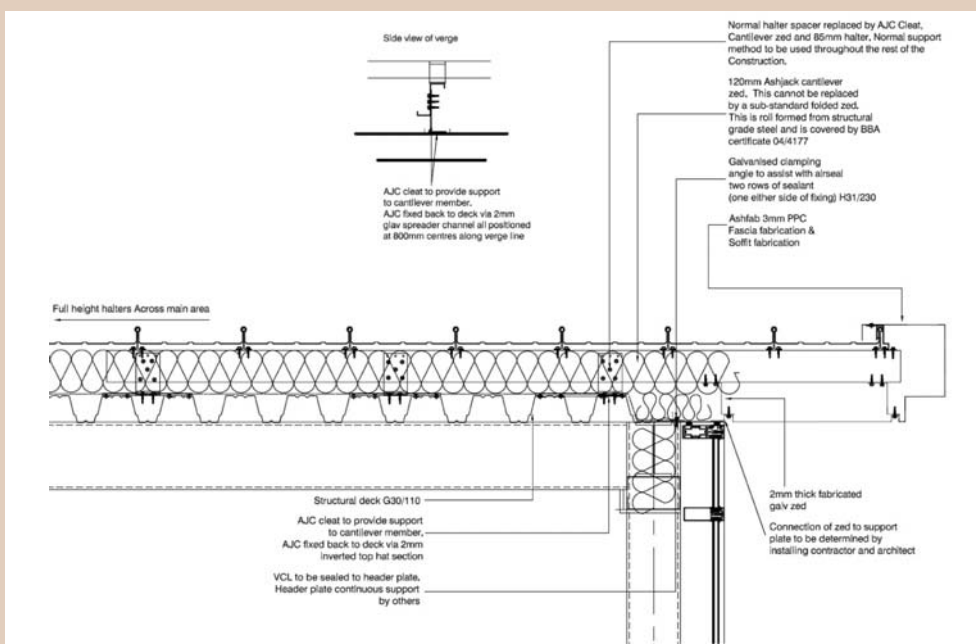 Side view of verge
Normal halter spacer replaced by AJC Cleat,
Cantilever zed and 85mm halter. Normal support
method to be used throughout the rest of the
Construction.
120mm Ashjack cantilever
zed. This cannot be replaced
by a sub-standard folded zed.
This is roll formed from structural
grade steel and is covered by BBA
certificate 04/4177
Galvanised clamping
angle to assist with airseal
two rows of sealant
(one either side of fixing) H31/230
Ashfab 3mm PPC
Fascia fabrication &
Soffit fabrication
AJC cleat to provide support
to cantilever member.
AJC fixed back to deck via 2mm
glav spreader channel all positioned
at 800mm centres along verge line
Full height halters Across main area
Structural deck G30/110
AJC cleat to provide support
to cantilever member.
AJC fixed back to deck via 2mm
inverted top hat section
VCL to be sealed to header plate.
Header plate continuous support
by others
2mm thick fabricated
galv zed
Connection of zed to support
plate to be determined by
installing contractor and architect